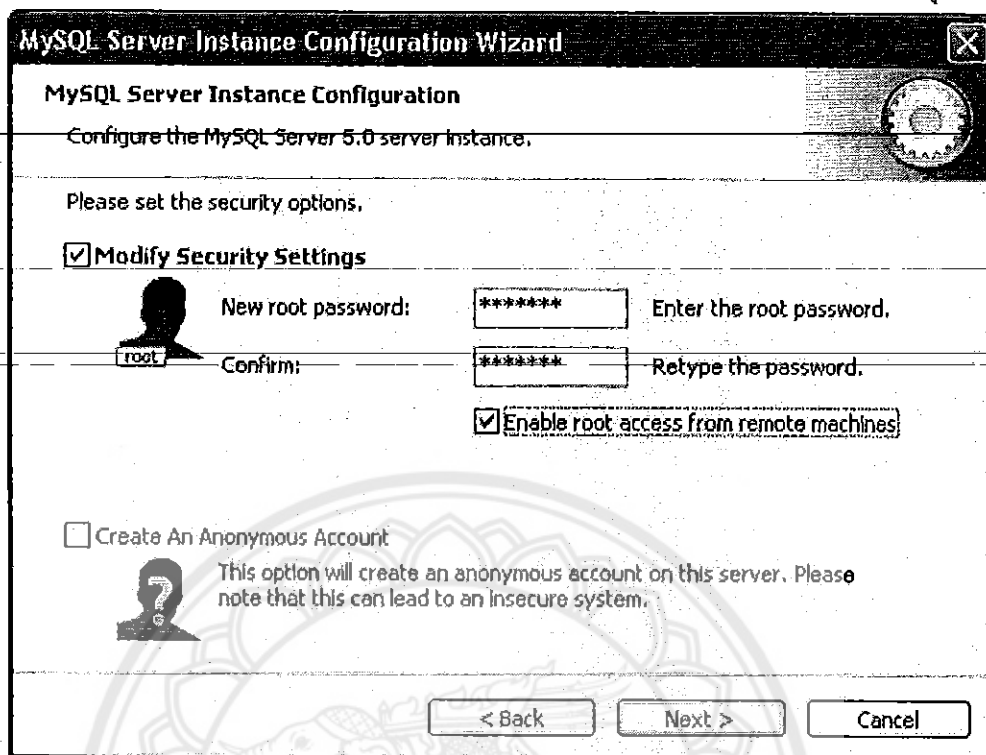 MySQL Server Instance Configuration Wizard
MySQL Server Instance Configuration
Configure the MySQL Server 5.0 server instance.
Please set the security options.
Modify Security Settings
New root password: ******* Enter the root password.
root
Confirm: ******* Retype the password.
Enable root access from remote machines
Create An Anonymous Account
This option will create an anonymous account on this server. Please
note that this can lead to an insecure system.
< Back Next > Cancel